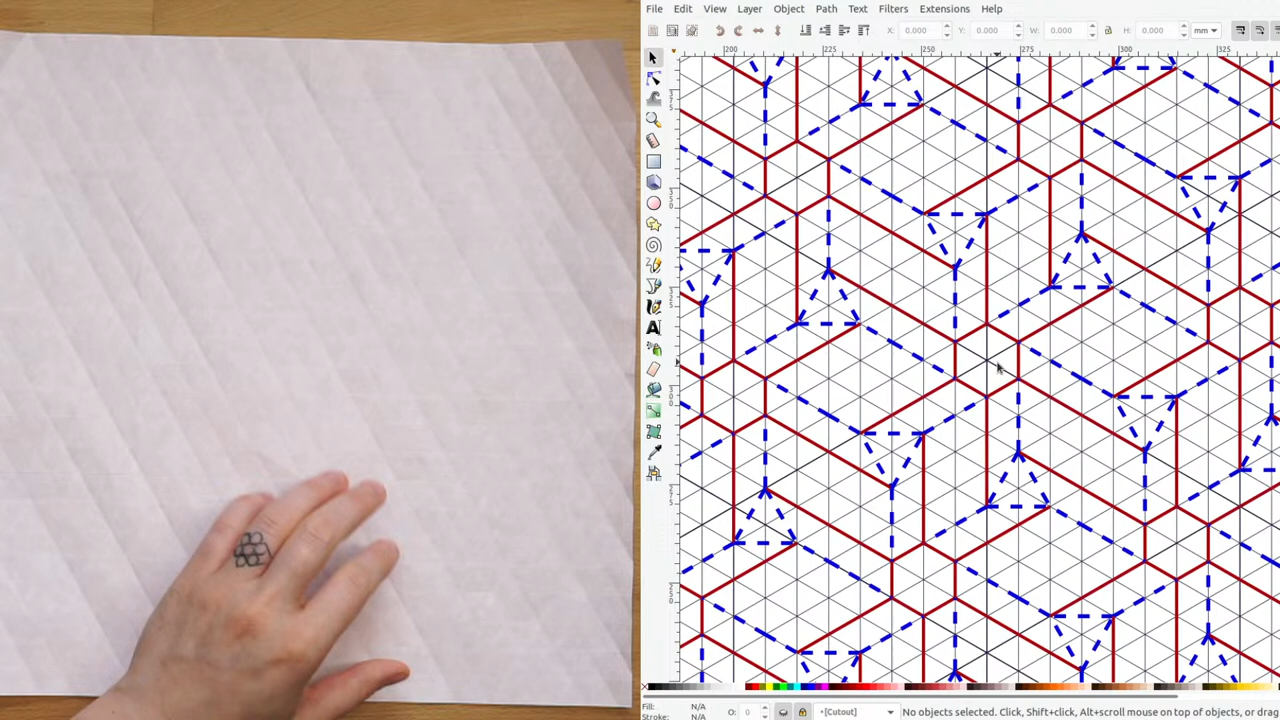 File Edit View Layer Object Path Text Filters Extensions Help
X: 0.000 Y: 0.000 W: 0.000 H: 0.000 mm
200 225 250 275 300 325
Fill: N/A
Stroke: N/A
O: 0
•[Cutout]
No objects selected. Click, Shift+click, Alt+scroll mouse on top of objects, or drag